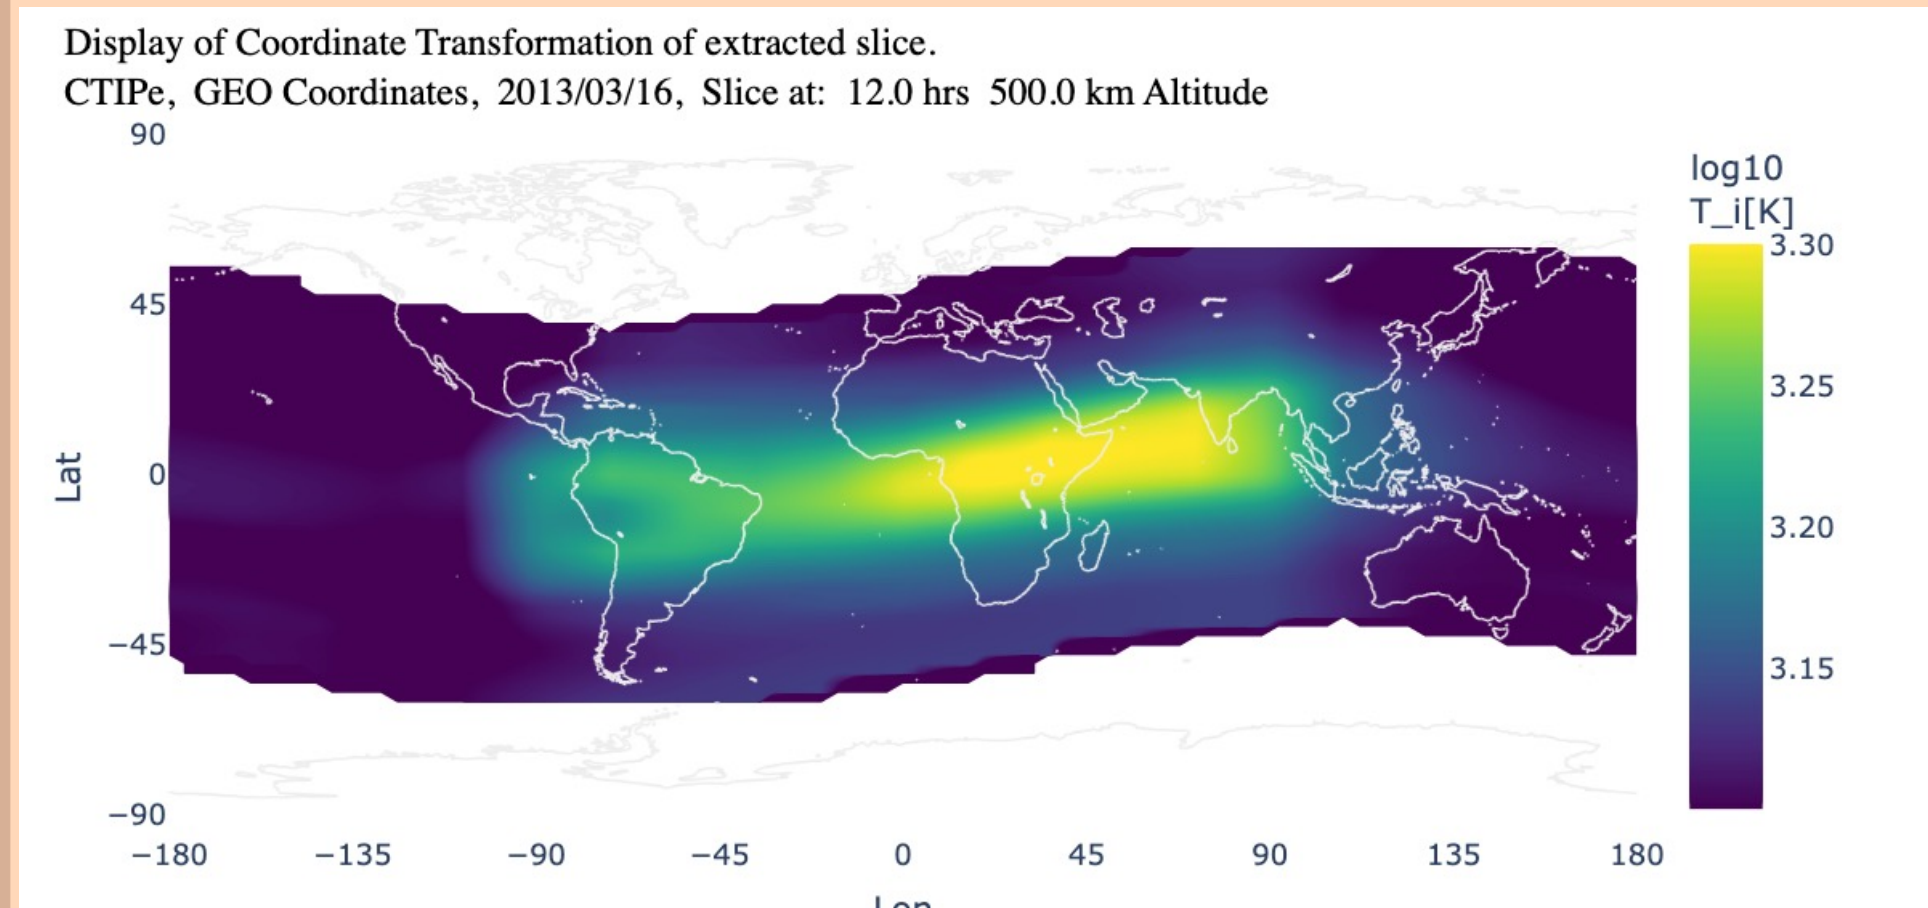 Display of Coordinate Transformation of extracted slice.
CTIPe, GEO Coordinates, 2013/03/16, Slice at: 12.0 hrs 500.0 km Altitude
90
45
0
−45
−90
Lat
−180 −135 −90 −45 0 45 90 135 180
Lon
log10
T_i[K]
3.30
3.25
3.20
3.15